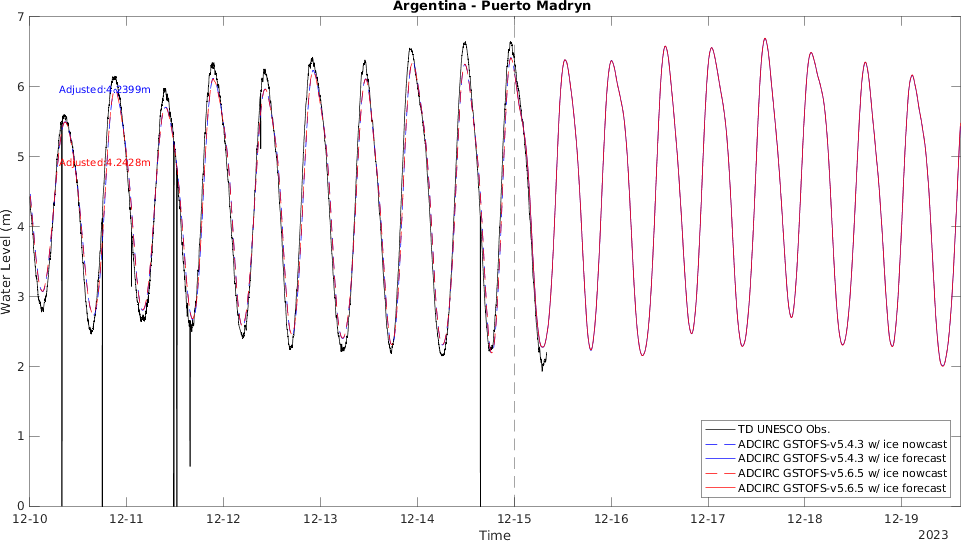 Argentina - Puerto Madryn
7
6
5
4
3
2
1
0
Water Level (m)
Adjusted:4.2399m
Adjusted:4.2428m
TD UNESCO Obs.
ADCIRC GSTOFS-v5.4.3 w/ ice nowcast
ADCIRC GSTOFS-v5.4.3 w/ ice forecast
ADCIRC GSTOFS-v5.6.5 w/ ice nowcast
ADCIRC GSTOFS-v5.6.5 w/ ice forecast
12-10 12-11 12-12 12-13 12-14 12-15 12-16 12-17 12-18 12-19
Time
2023